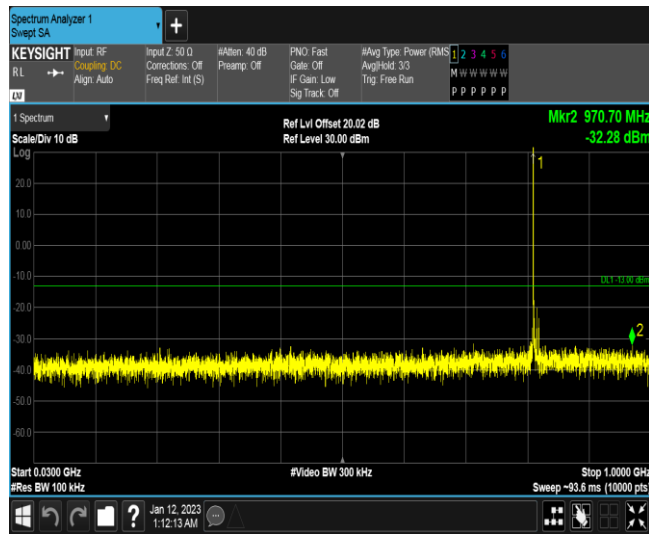 Spectrum Analyzer 1
Swept SA
+
KEYSIGHT
RL
LXI
Input: RF
Coupling: DC
Align: Auto
Input Z: 50 Ω
Corrections: Off
Freq Ref: Int (S)
#Atten: 40 dB
Preamp: Off
PNO: Fast
Gate: Off
IF Gain: Low
Sig Track: Off
#Avg Type: Power (RMS
Avg|Hold: 3/3
Trig: Free Run
1 2 3 4 5 6
M W W W W W
P P P P P P
1 Spectrum
Scale/Div 10 dB
Log
Ref Lvl Offset 20.02 dB
Ref Level 30.00 dBm
Mkr2 970.70 MHz
-32.28 dBm
1
20.0
10.0
0.00
-10.0
DL1 -13.00 dBm
-20.0
2
-30.0
-40.0
-50.0
-60.0
Start 0.0300 GHz
#Res BW 100 kHz
#Video BW 300 kHz
Stop 1.0000 GHz
Sweep ~93.6 ms (10000 pts
?
Jan 12, 2023
1:12:13 AM